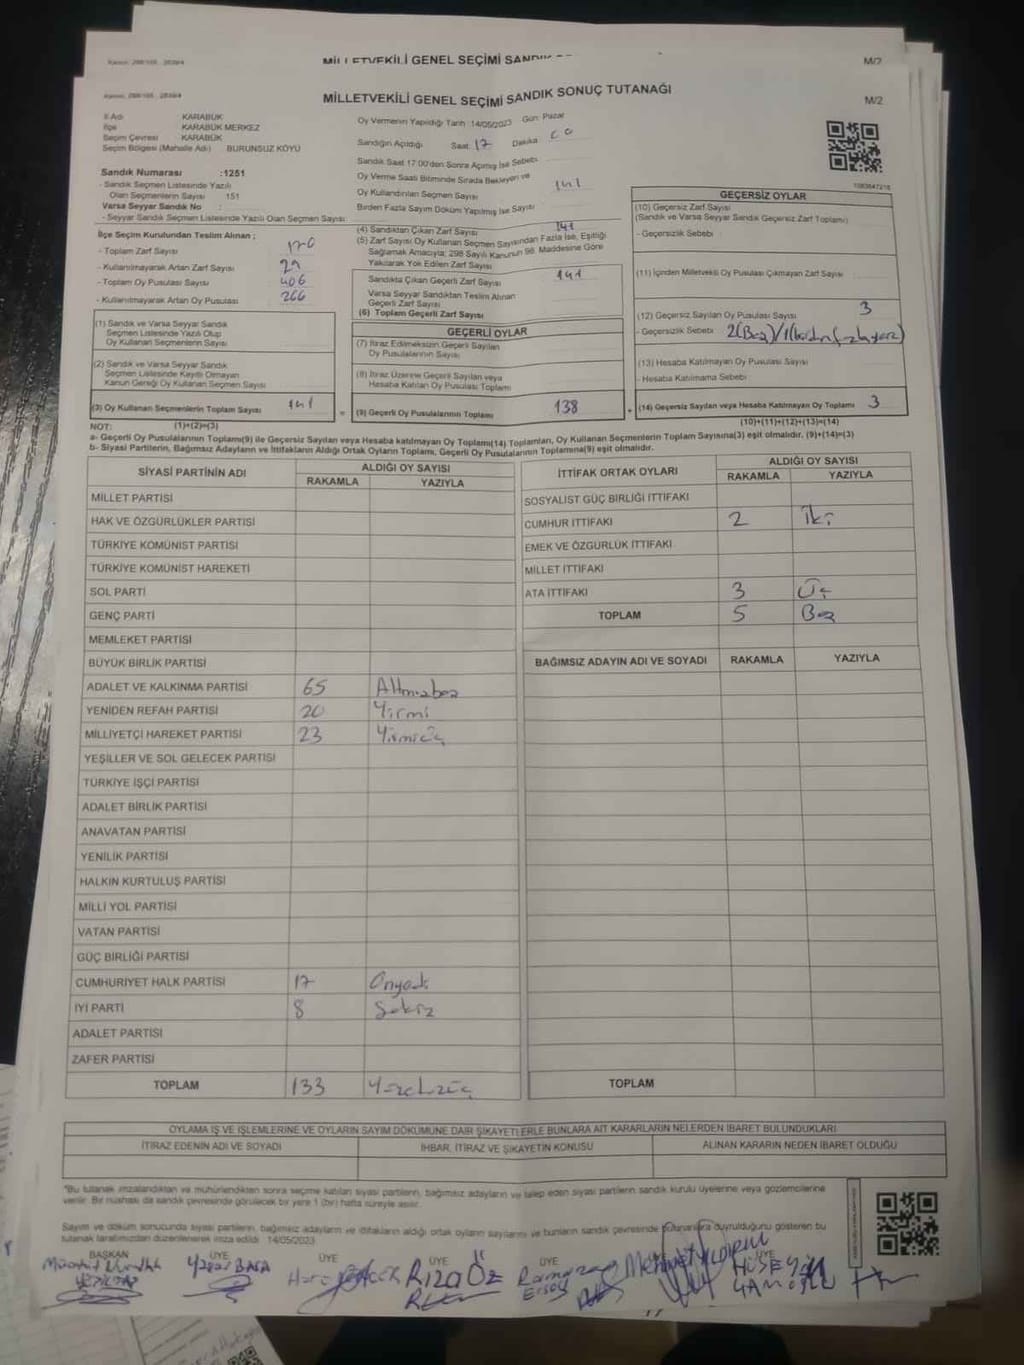 MİLLETVEKİLİ GENEL SEÇİMİ
M/2
MİLLETVEKİLİ GENEL SEÇİMİ SANDIK SONUÇ TUTANAĞI
M/2
İl Adı KARABÜK
İlçe KARABÜK MERKEZ
Seçim Çevresi KARABÜK
Seçim Bölgesi (Mahalle Adı) BURUNSUZ KÖYÜ
Sandık Numarası :1251
- Sandık Seçmen Listesinde Yazılı
Olan Seçmenlerin Sayısı 151
Varsa Seyyar Sandık No :
- Seyyar Sandık Seçmen Listesinde Yazılı Olan Seçmen Sayısı:
Oy Vermenin Yapıldığı Tarih :14/05/2023 Gün: Pazar
Sandığın Açıldığı Saat: 17 Dakika:
Sandık Saat 17:00'den Sonra Açılmış İse Sebebi:
Oy Verme Saati Bitiminde Sırada Bekleyen ve
Oy Kullandırılan Seçmen Sayısı 141
Birden Fazla Sayım Döküm Yapılmış İse Sayısı
İlçe Seçim Kurulundan Teslim Alınan :
- Toplam Zarf Sayısı 170
- Kullanılmayarak Artan Zarf Sayısı 29
- Toplam Oy Pusulası Sayısı 406
- Kullanılmayarak Artan Oy Pusulası 266
(1) Sandık ve Varsa Seyyar Sandık
Seçmen Listesinde Yazılı Olup
Oy Kullanan Seçmenlerin Sayısı
(2) Sandık ve Varsa Seyyar Sandık
Seçmen Listesinde Kayıtlı Olmayan
Kanun Gereği Oy Kullanan Seçmen Sayısı
(3) Oy Kullanan Seçmenlerin Toplam Sayısı 141
(1)+(2)=(3)
(4) Sandıktan Çıkan Zarf Sayısı 141
(5) Zarf Sayısı Oy Kullanan Seçmen Sayısından Fazla İse, Eşitliği
Sağlamak Amacıyla; 298 Sayılı Kanunun 98. Maddesine Göre
Yakılarak Yok Edilen Zarf Sayısı
Sandıkta Çıkan Geçerli Zarf Sayısı 141
Varsa Seyyar Sandıktan Teslim Alınan
Geçerli Zarf Sayısı
(6) Toplam Geçerli Zarf Sayısı
GEÇERLİ OYLAR
(7) İtiraz Edilmeksizin Geçerli Sayılan
Oy Pusulalarının Sayısı
(8) İtiraz Üzerine Geçerli Sayılan veya
Hesaba Katılan Oy Pusulası Toplamı
= (9) Geçerli Oy Pusulalarının Toplamı 138
GEÇERSİZ OYLAR
(10) Geçersiz Zarf Sayısı
(Sandık ve Varsa Seyyar Sandık Geçersiz Zarf Toplamı)
- Geçersizlik Sebebi
(11) İçinden Milletvekili Oy Pusulası Çıkmayan Zarf Sayısı
(12) Geçersiz Sayılan Oy Pusulası Sayısı 3
- Geçersizlik Sebebi
(13) Hesaba Katılmayan Oy Pusulası Sayısı
- Hesaba Katılmama Sebebi
+ (14) Geçersiz Sayılan veya Hesaba Katılmayan Oy Toplamı 3
(10)+(11)+(12)+(13)=(14)
NOT:
a- Geçerli Oy Pusulalarının Toplamı(9) ile Geçersiz Sayılan veya Hesaba katılmayan Oy Toplam(14) Toplamları, Oy Kullanan Seçmenlerin Toplam Sayısına(3) eşit olmalıdır. (9)+(14)=(3)
b- Siyasi Partilerin, Bağımsız Adayların ve İttifakların Aldığı Ortak Oyların Toplamı, Geçerli Oy Pusulalarının Toplamına(9) eşit olmalıdır.
SİYASİ PARTİNİN ADI ALDIĞI OY SAYISI
RAKAMLA YAZIYLA
MİLLET PARTİSİ
HAK VE ÖZGÜRLÜKLER PARTİSİ
TÜRKİYE KOMÜNİST PARTİSİ
TÜRKİYE KOMÜNİST HAREKETİ
SOL PARTİ
GENÇ PARTİ
MEMLEKET PARTİSİ
BÜYÜK BİRLİK PARTİSİ
ADALET VE KALKINMA PARTİSİ 65 Altmışbeş
YENİDEN REFAH PARTİSİ 20 Yirmi
MİLLİYETÇİ HAREKET PARTİSİ 23 Yirmiüç
YEŞİLLER VE SOL GELECEK PARTİSİ
TÜRKİYE İŞÇİ PARTİSİ
ADALET BİRLİK PARTİSİ
ANAVATAN PARTİSİ
YENİLİK PARTİSİ
HALKIN KURTULUŞ PARTİSİ
MİLLİ YOL PARTİSİ
VATAN PARTİSİ
GÜÇ BİRLİĞİ PARTİSİ
CUMHURİYET HALK PARTİSİ 17 Onyedi
İYİ PARTİ 8 Sekiz
ADALET PARTİSİ
ZAFER PARTİSİ
TOPLAM 133
İTTİFAK ORTAK OYLARI ALDIĞI OY SAYISI
RAKAMLA YAZIYLA
SOSYALİST GÜÇ BİRLİĞİ İTTİFAKI
CUMHUR İTTİFAKI 2 İki
EMEK VE ÖZGÜRLÜK İTTİFAKI
MİLLET İTTİFAKI
ATA İTTİFAKI 3 Üç
TOPLAM 5 Beş
BAĞIMSIZ ADAYIN ADI VE SOYADI RAKAMLA YAZIYLA
TOPLAM
OYLAMA İŞ VE İŞLEMLERİNE VE OYLARIN SAYIM DÖKÜMÜNE DAİR ŞİKAYETLERLE BUNLARA AİT KARARLARIN NELERDEN İBARET BULUNDUKLARI
İTİRAZ EDENİN ADI VE SOYADI İHBAR, İTİRAZ VE ŞİKAYETİN KONUSU ALINAN KARARIN NEDEN İBARET OLDUĞU
"Bu tutanak imzalandıktan ve mühürlendikten sonra seçime katılan siyasi partilerin, bağımsız adayların ve talep eden siyasi partilerin sandık kurulu üyelerine veya gözlemcilerine
verilir. Bir nüshası da sandık çevresinde görülecek bir yere 1 (bir) hafta süreyle asılır.
Sayım ve döküm sonucunda siyasi partilerin, bağımsız adayların ve ittifakların aldığı ortak oyların sayılarını ve bunların sandık çevresinde bulunanlara duyurulduğunu gösteren bu
tutanak tarafımızdan düzenlenerek imza edildi. 14/05/2023
BAŞKAN ÜYE ÜYE ÜYE ÜYE ÜYE
Yaşar Rıza Öz Ramazan Ersoy Mehmet Yıldırım HÜSEYİN